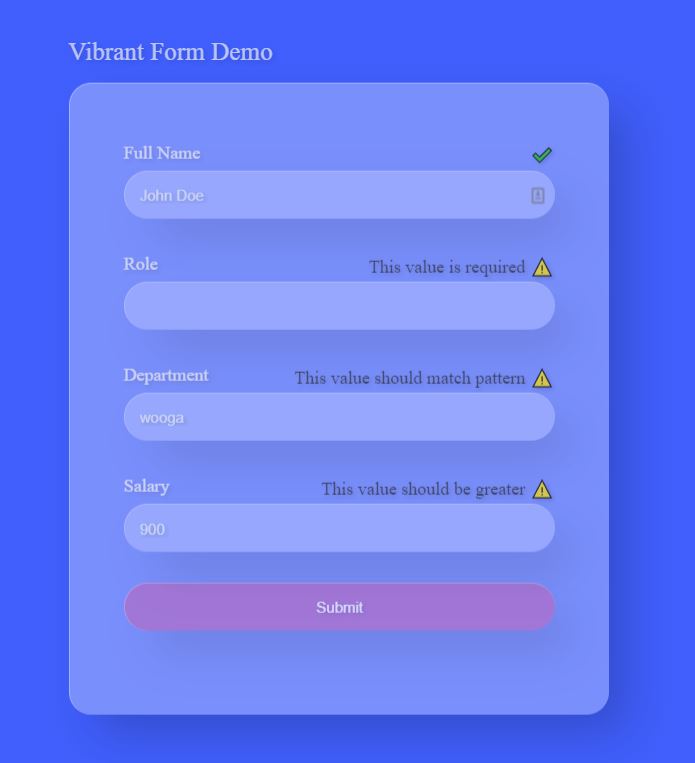 Vibrant Form Demo
Full Name
John Doe
Role This value is required
Department This value should match pattern
wooga
Salary This value should be greater
900
Submit